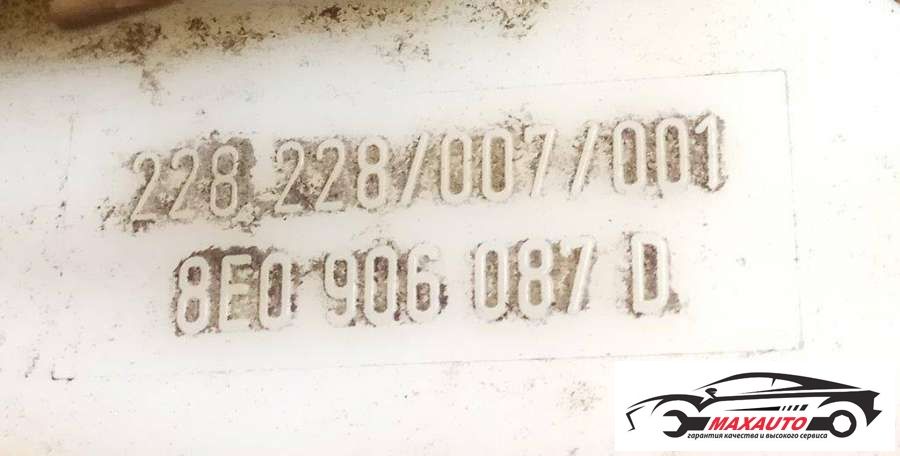 228 228/007/001
8E0 906 087 D
MAXAUTO
гарантия качества и высокого сервиса